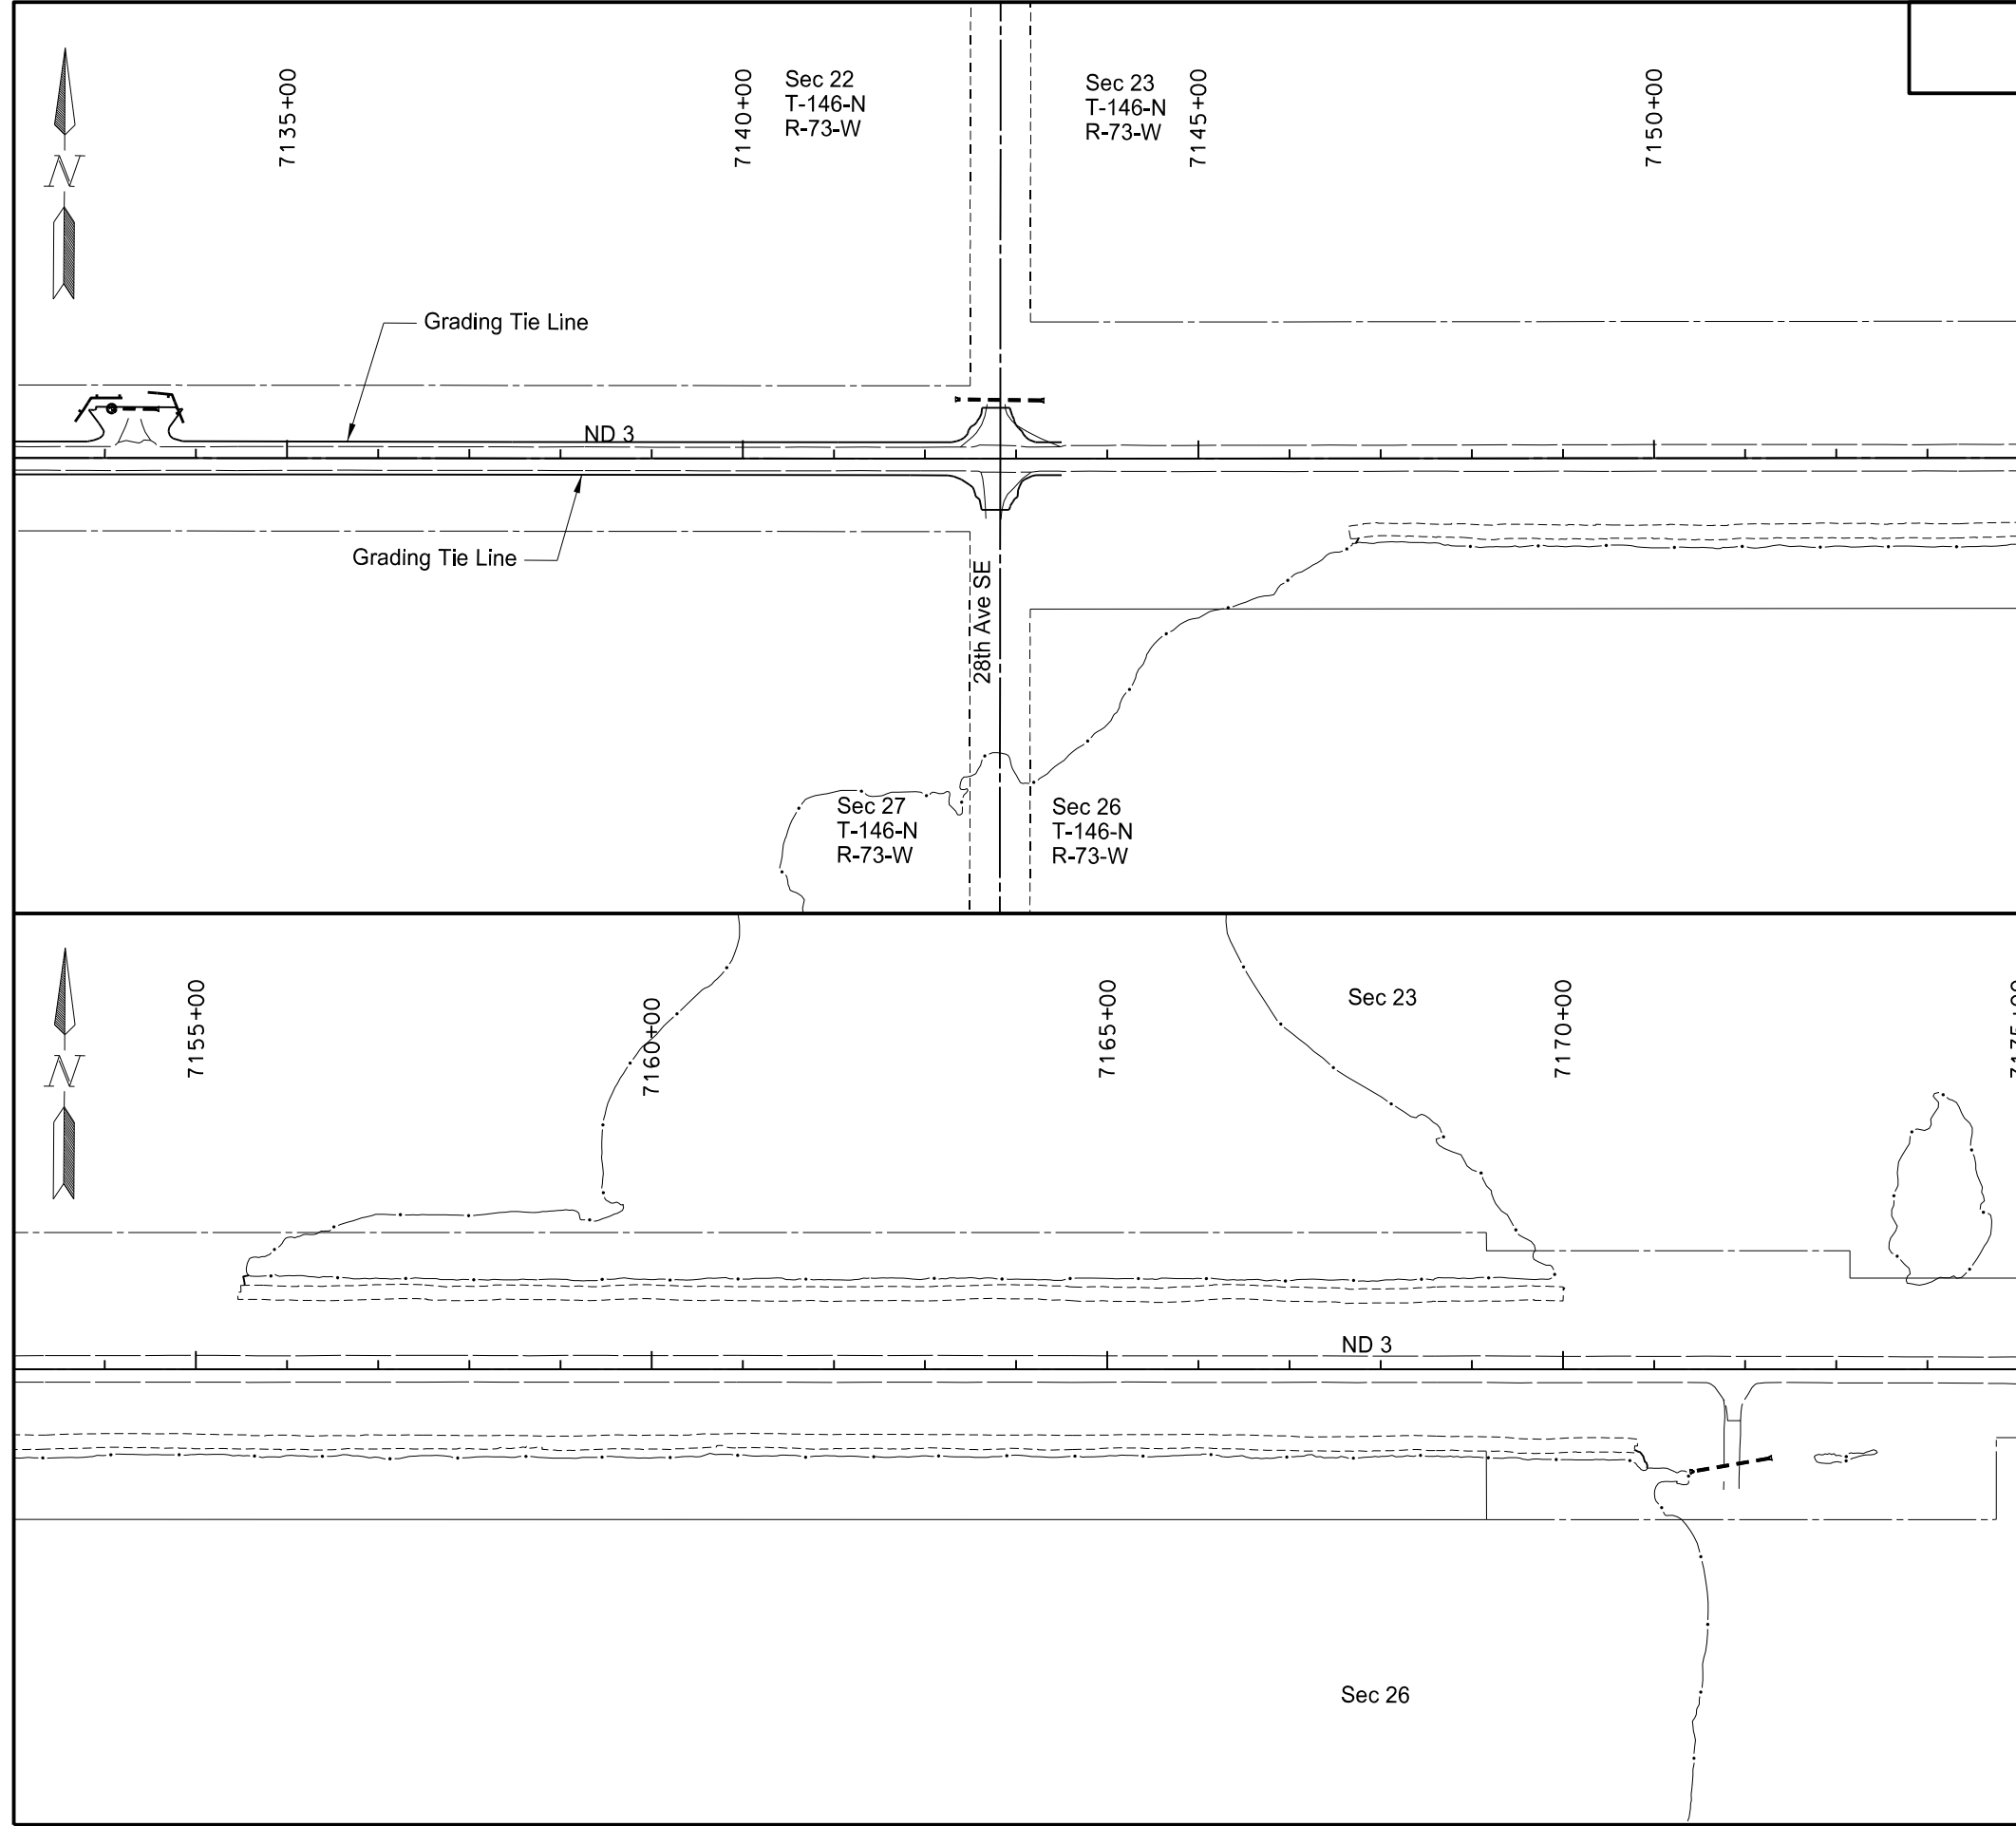 7135+00
7140+00
Sec 22
T-146-N
R-73-W
Sec 23
T-146-N
R-73-W
7145+00
7150+00
N
Grading Tie Line
ND 3
Grading Tie Line
28th Ave SE
Sec 27
T-146-N
R-73-W
Sec 26
T-146-N
R-73-W
7155+00
7160+00
7165+00
Sec 23
7170+00
7175+00
N
ND 3
Sec 26